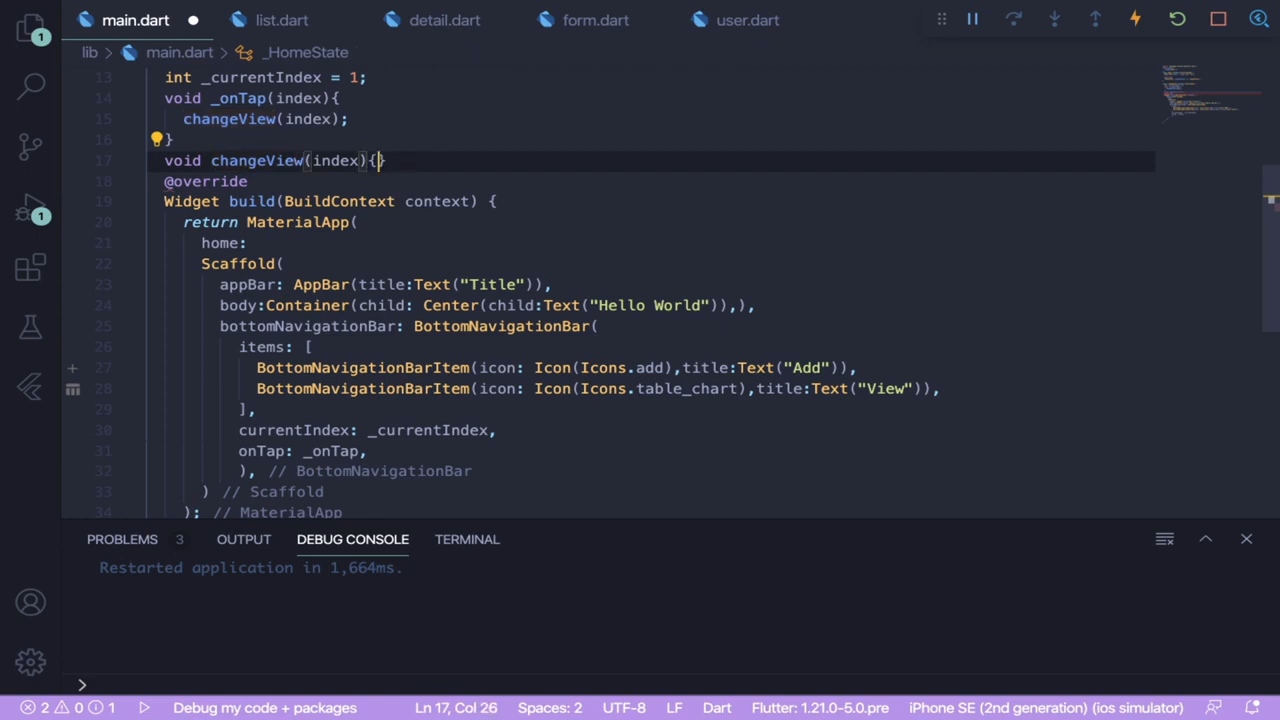 main.dart list.dart detail.dart form.dart user.dart
1
lib > main.dart > _HomeState
13 int _currentIndex = 1;
14 void _onTap(index){
15 changeView(index);
16 }
17 void changeView(index){}
18 @override
19 Widget build(BuildContext context) {
20 return MaterialApp(
21 home:
22 Scaffold(
23 appBar: AppBar(title:Text("Title")),
24 body:Container(child: Center(child:Text("Hello World")),),
25 bottomNavigationBar: BottomNavigationBar(
26 items: [
27 BottomNavigationBarItem(icon: Icon(Icons.add),title:Text("Add")),
28 BottomNavigationBarItem(icon: Icon(Icons.table_chart),title:Text("View")),
29 ],
30 currentIndex: _currentIndex,
31 onTap: _onTap,
32 ), // BottomNavigationBar
33 ) // Scaffold
34 ); // MaterialApp
1
PROBLEMS 3 OUTPUT DEBUG CONSOLE TERMINAL
Restarted application in 1,664ms.
>
2 0 1 Debug my code + packages Ln 17, Col 26 Spaces: 2 UTF-8 LF Dart Flutter: 1.21.0-5.0.pre iPhone SE (2nd generation) (ios simulator)